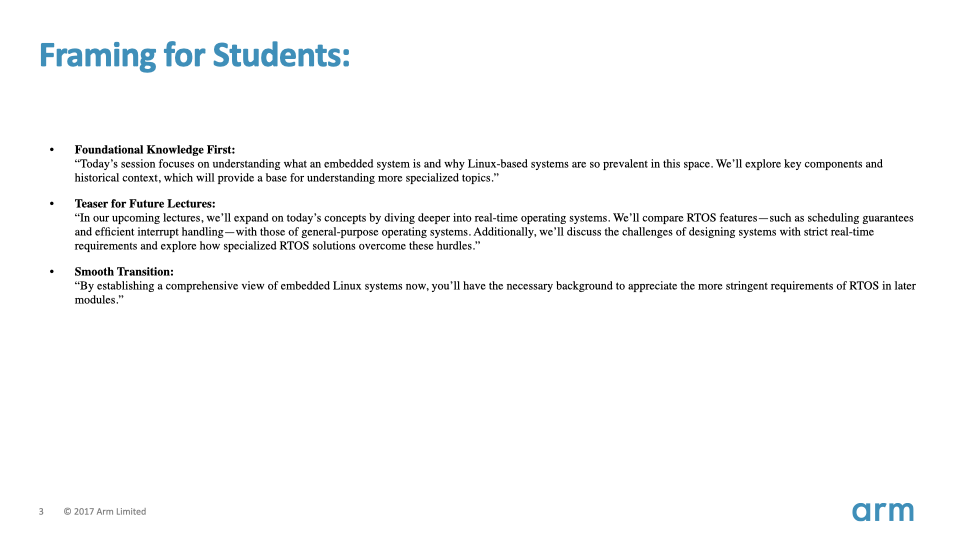 Framing for Students:
• Foundational Knowledge First:
“Today’s session focuses on understanding what an embedded system is and why Linux-based systems are so prevalent in this space. We’ll explore key components and
historical context, which will provide a base for understanding more specialized topics.”
• Teaser for Future Lectures:
“In our upcoming lectures, we’ll expand on today’s concepts by diving deeper into real-time operating systems. We’ll compare RTOS features—such as scheduling guarantees
and efficient interrupt handling—with those of general-purpose operating systems. Additionally, we’ll discuss the challenges of designing systems with strict real-time
requirements and explore how specialized RTOS solutions overcome these hurdles.”
• Smooth Transition:
“By establishing a comprehensive view of embedded Linux systems now, you’ll have the necessary background to appreciate the more stringent requirements of RTOS in later
modules.”
3 © 2017 Arm Limited
arm